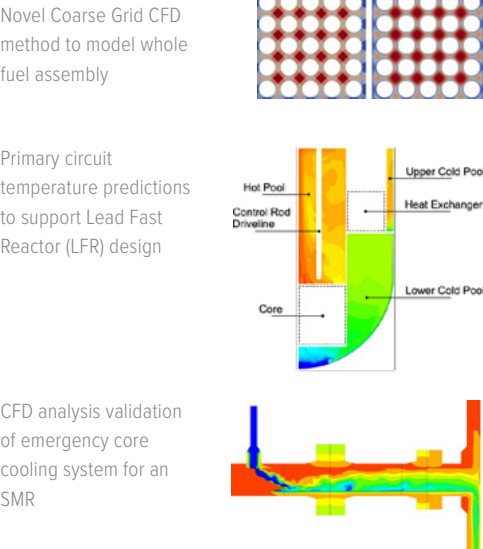 Novel Coarse Grid CFD
method to model whole
fuel assembly
Primary circuit
temperature predictions
to support Lead Fast
Reactor (LFR) design
Hot Pool
Control Rod
Driveline
Core
Upper Cold Pool
Heat Exchanger
Lower Cold Pool
CFD analysis validation
of emergency core
cooling system for an
SMR